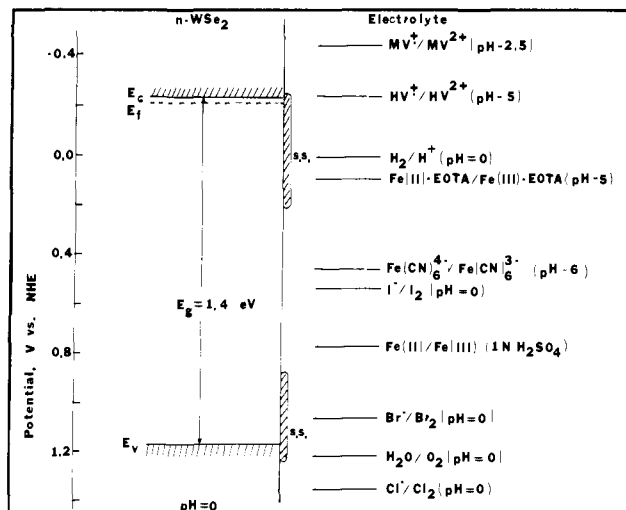 n-WSe2
Electrolyte
Potential, V vs. NHE
-0.4
0.0
0.4
0.8
1.2
Ec
Ef
Eg=1,4 eV
Ev
pH=0
s.s.
s.s.
MV+·/MV2+|pH-2,5|
HV+·/HV2+(pH-5)
H2/H+(pH=0)
Fe|II|·EOTA/Fe(III)·EOTA(pH-5)
Fe(CN)6 4-/Fe|CN|6 3- (pH-6)
I-/I2|pH=0)
Fe(II)/Fe|III) (1N H2SO4)
Br-/Br2|pH=0|
H2O/O2|pH=0|
Cl-/Cl2(pH=0)